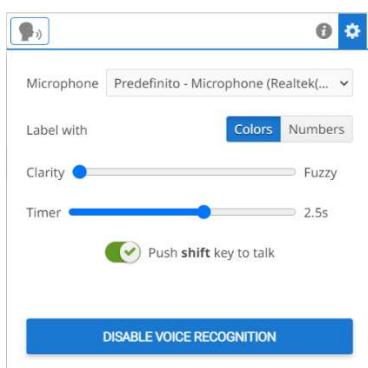 Microphone Predefinito - Microphone (Realtek(...
Label with Colors Numbers
Clarity Fuzzy
Timer 2.5s
Push shift key to talk
DISABLE VOICE RECOGNITION